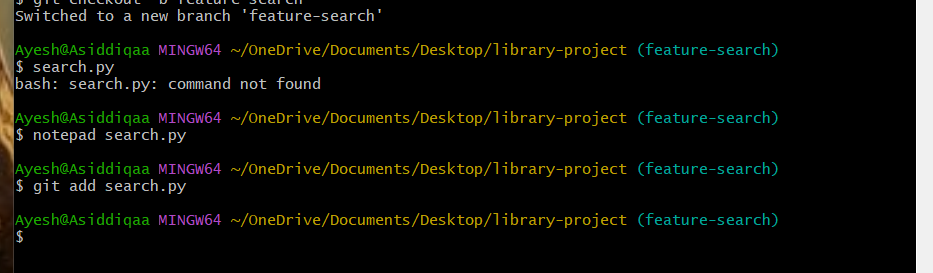 $ git checkout -b feature-search
Switched to a new branch 'feature-search'
Ayesh@Asiddiqaa MINGW64 ~/OneDrive/Documents/Desktop/library-project (feature-search)
$ search.py
bash: search.py: command not found
Ayesh@Asiddiqaa MINGW64 ~/OneDrive/Documents/Desktop/library-project (feature-search)
$ notepad search.py
Ayesh@Asiddiqaa MINGW64 ~/OneDrive/Documents/Desktop/library-project (feature-search)
$ git add search.py
Ayesh@Asiddiqaa MINGW64 ~/OneDrive/Documents/Desktop/library-project (feature-search)
$